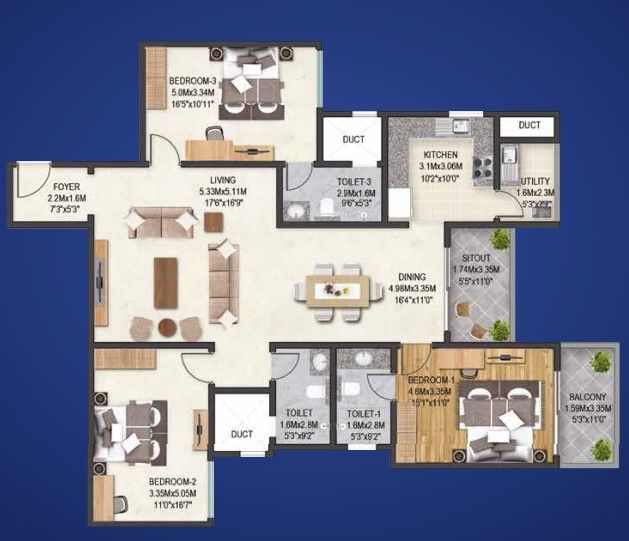 BEDROOM-3
5.0Mx3.34M
16'5"x10'11"
DUCT
DUCT
KITCHEN
3.1Mx3.06M
10'2"x10'0"
FOYER
2.2Mx1.6M
7'3"x5'3"
LIVING
5.33Mx5.11M
17'6"x16'9"
TOILET-3
2.9Mx1.6M
9'6"x5'3"
UTILITY
1.6Mx2.3M
5'3"x7'7"
SITOUT
1.74Mx3.35M
5'5"x11'0"
DINING
4.98Mx3.35M
16'4"x11'0"
BEDROOM-1
4.6Mx3.35M
15'1"x11'0"
BALCONY
1.59Mx3.35M
5'3"x11'0"
TOILET
1.6Mx2.8M
5'3"x9'2"
TOILET-1
1.6Mx2.8M
5'3"x9'2"
DUCT
BEDROOM-2
3.35Mx5.05M
11'0"x16'7"